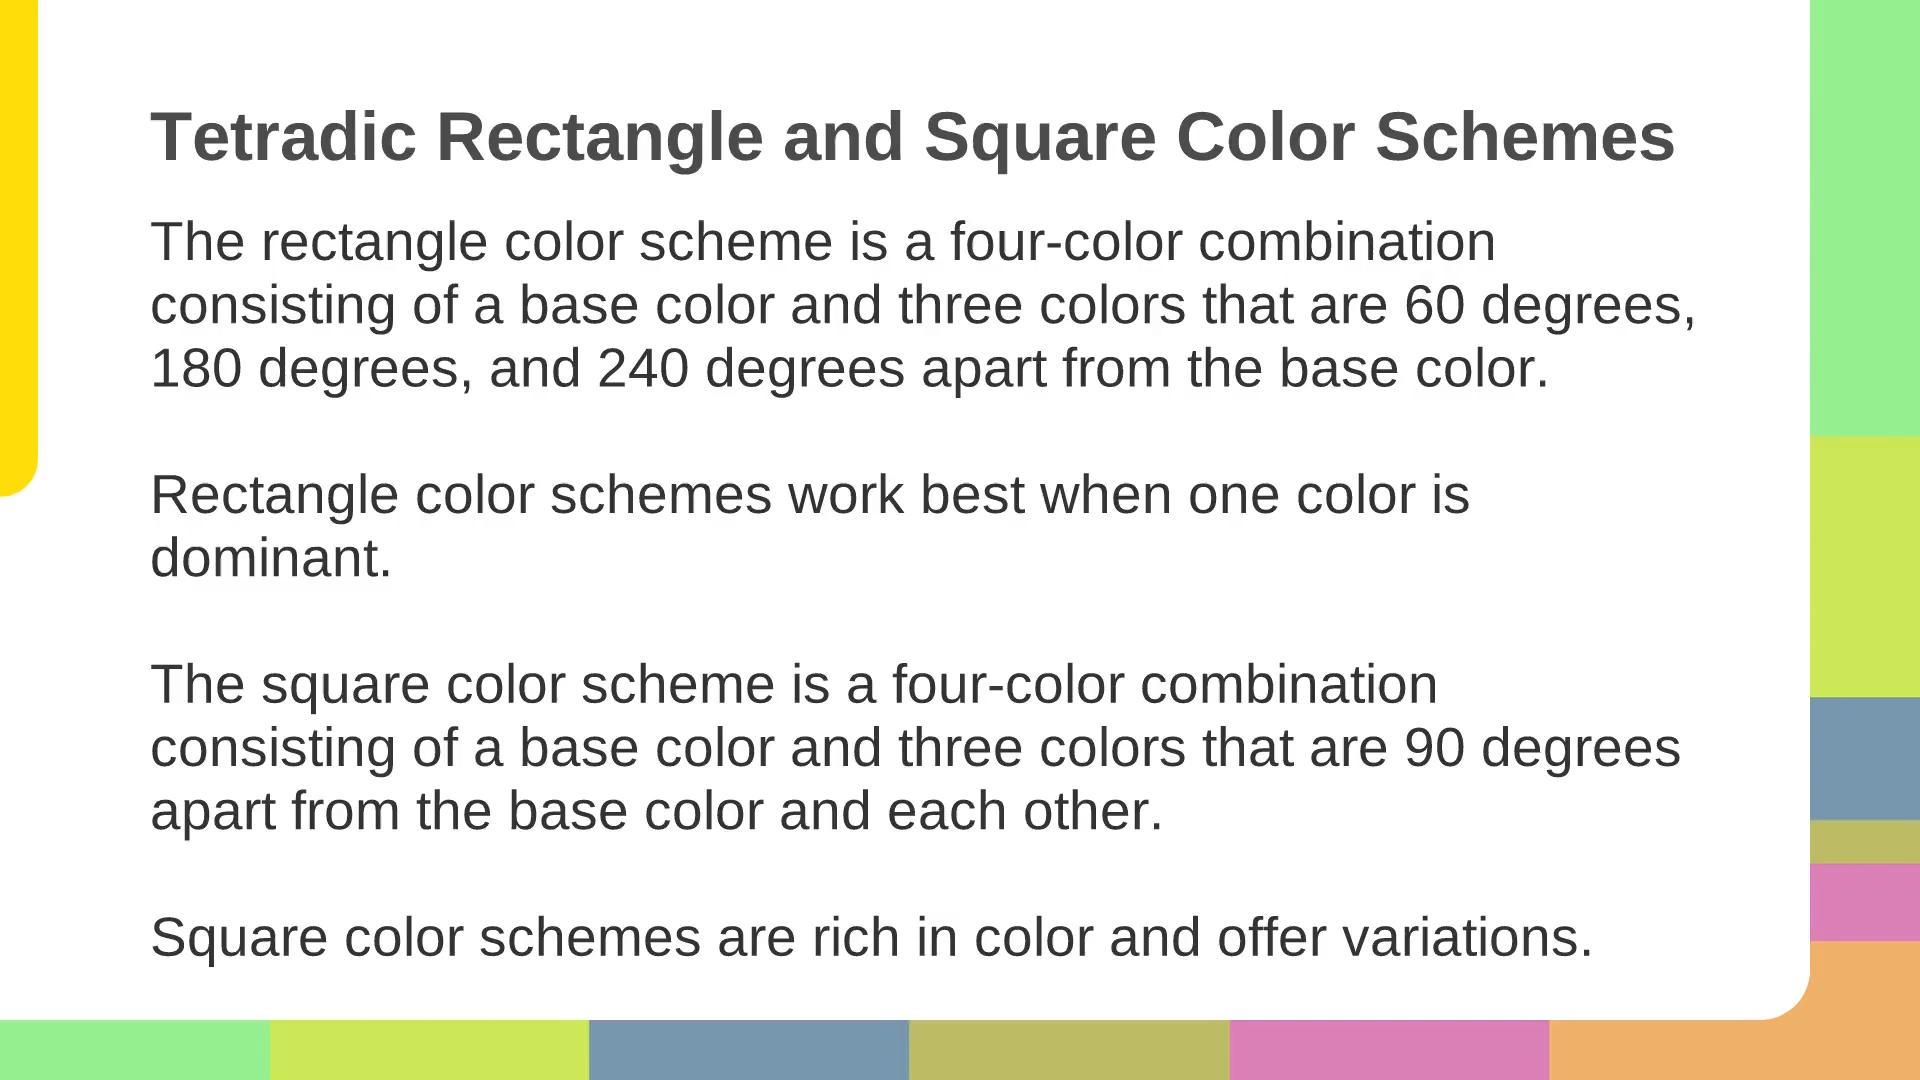 Tetradic Rectangle and Square Color Schemes
The rectangle color scheme is a four-color combination
consisting of a base color and three colors that are 60 degrees,
180 degrees, and 240 degrees apart from the base color.
Rectangle color schemes work best when one color is
dominant.
The square color scheme is a four-color combination
consisting of a base color and three colors that are 90 degrees
apart from the base color and each other.
Square color schemes are rich in color and offer variations.